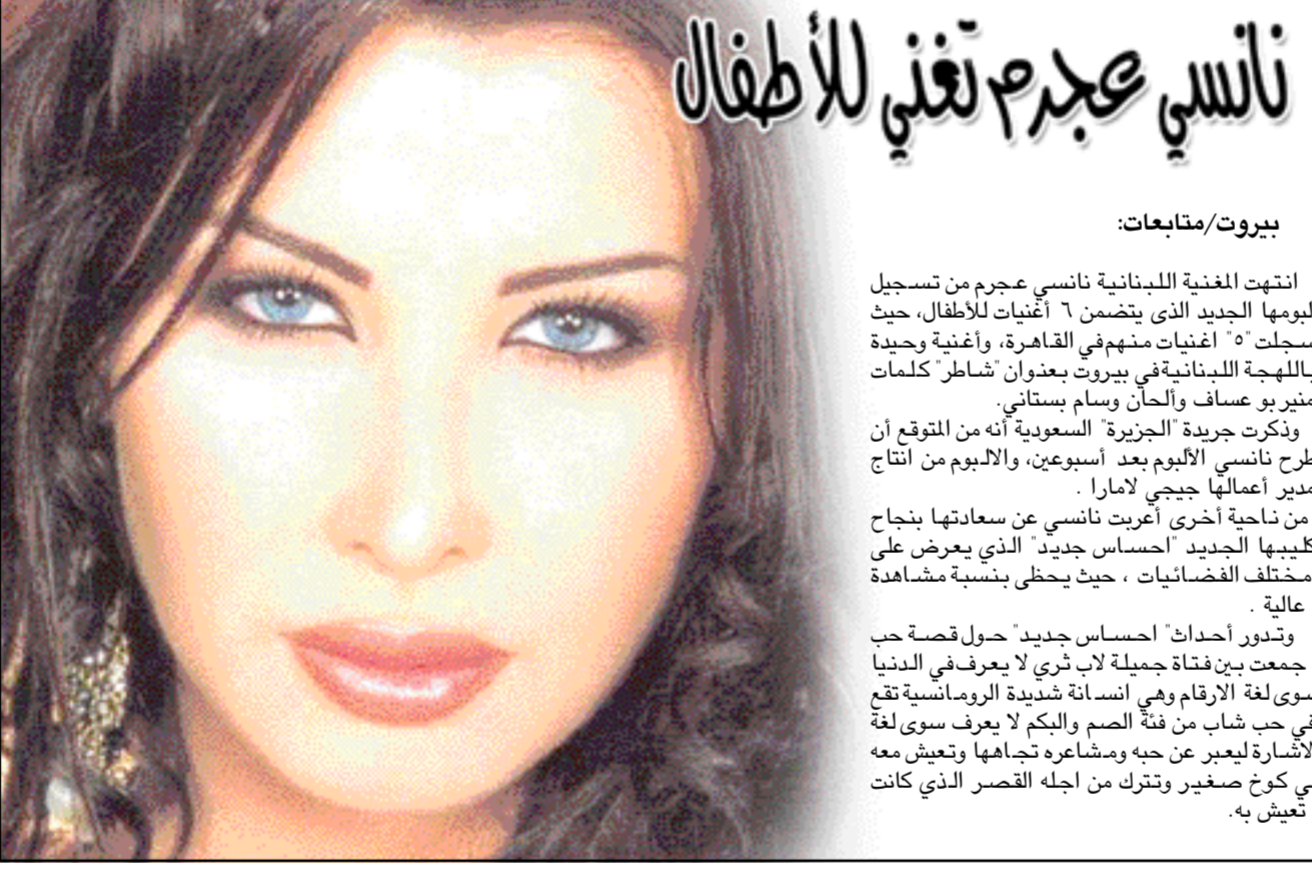 نانسي عجرم تغني للأطفال
بيروت/متابعات:
انتهت المغنية اللبنانية نانسي عجرم من تسجيل
لبومها الجديد الذى يتضمن ٦ أغنيات للأطفال، حيث
سجلت "٥" اغنيات منهم في القاهرة، وأغنية وحيدة
باللهجة اللبنانية في بيروت بعنوان "شاطر" كلمات
منير بو عساف وألحان وسام بستاني.
وذكرت جريدة "الجزيرة" السعودية أنه من المتوقع أن
طرح نانسي الألبوم بعد أسبوعين، والالبوم من انتاج
مدير أعمالها جيجي لامارا .
من ناحية أخرى أعربت نانسي عن سعادتها بنجاح
كليبها الجديد "احساس جديد" الذي يعرض على
مختلف الفضائيات ، حيث يحظى بنسبة مشاهدة
عالية .
وتدور أحداث" احساس جديد" حول قصة حب
جمعت بين فتاة جميلة لاب ثري لا يعرف في الدنيا
سوى لغة الارقام وهي انسانة شديدة الرومانسية تقع
في حب شاب من فئة الصم والبكم لا يعرف سوى لغة
لاشارة ليعبر عن حبه ومشاعره تجاهها وتعيش معه
ي كوخ صغير وتترك من اجله القصر الذي كانت
تعيش به.